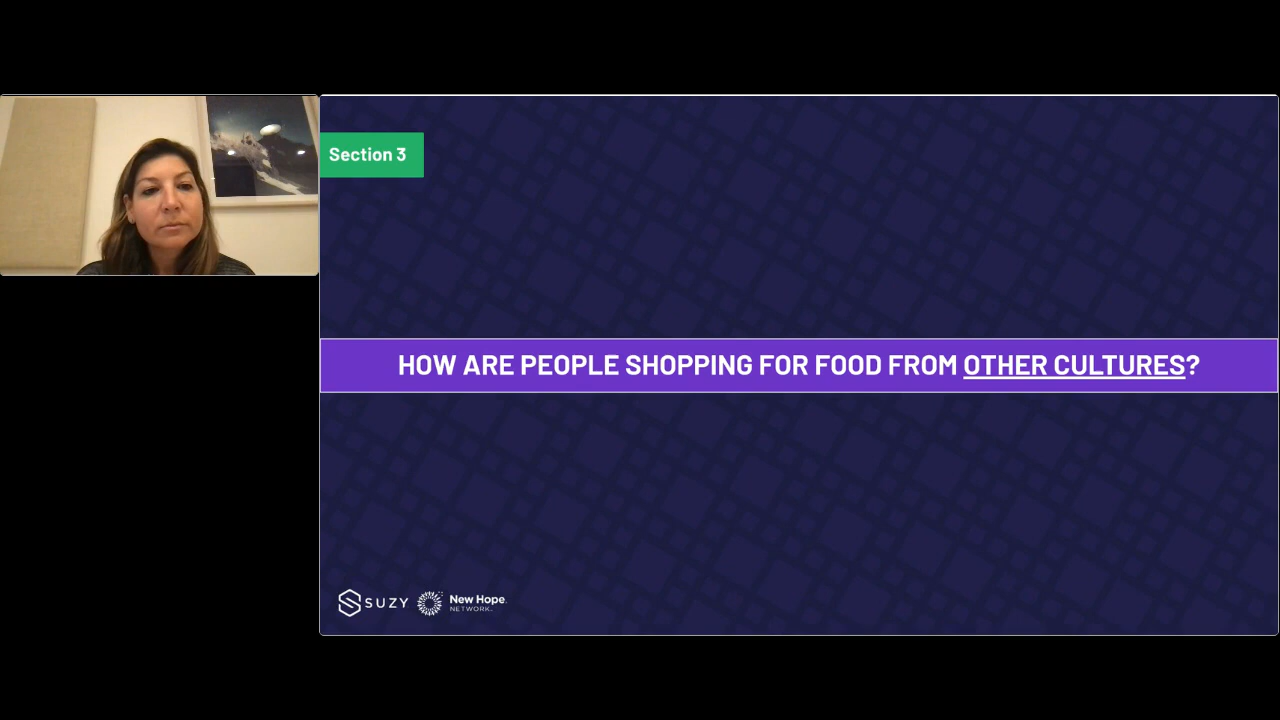 Section 3
HOW ARE PEOPLE SHOPPING FOR FOOD FROM OTHER CULTURES?
SUZY
New Hope
NETWORK